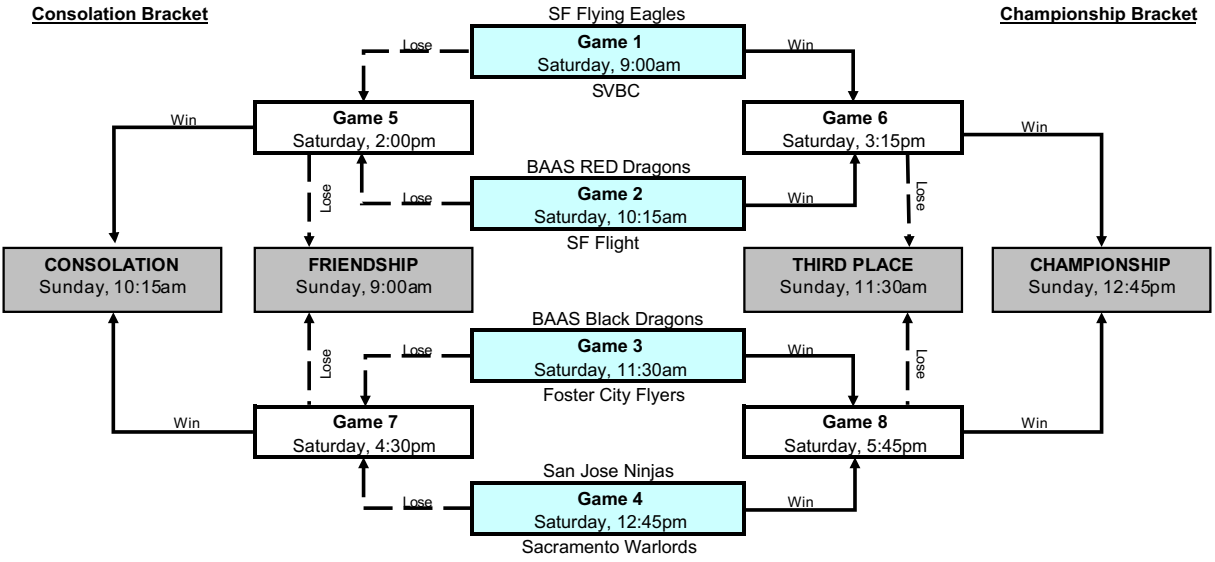 Consolation Bracket
SF Flying Eagles
Championship Bracket
Lose
Game 1
Saturday, 9:00am
Win
SVBC
Game 5
Saturday, 2:00pm
Win
Game 6
Saturday, 3:15pm
Win
BAAS RED Dragons
Lose
Game 2
Saturday, 10:15am
Win
SF Flight
Lose
Lose
CONSOLATION
Sunday, 10:15am
FRIENDSHIP
Sunday, 9:00am
THIRD PLACE
Sunday, 11:30am
CHAMPIONSHIP
Sunday, 12:45pm
BAAS Black Dragons
Lose
Game 3
Saturday, 11:30am
Win
Foster City Flyers
Lose
Lose
Win
Game 7
Saturday, 4:30pm
Game 8
Saturday, 5:45pm
Win
San Jose Ninjas
Lose
Game 4
Saturday, 12:45pm
Win
Sacramento Warlords